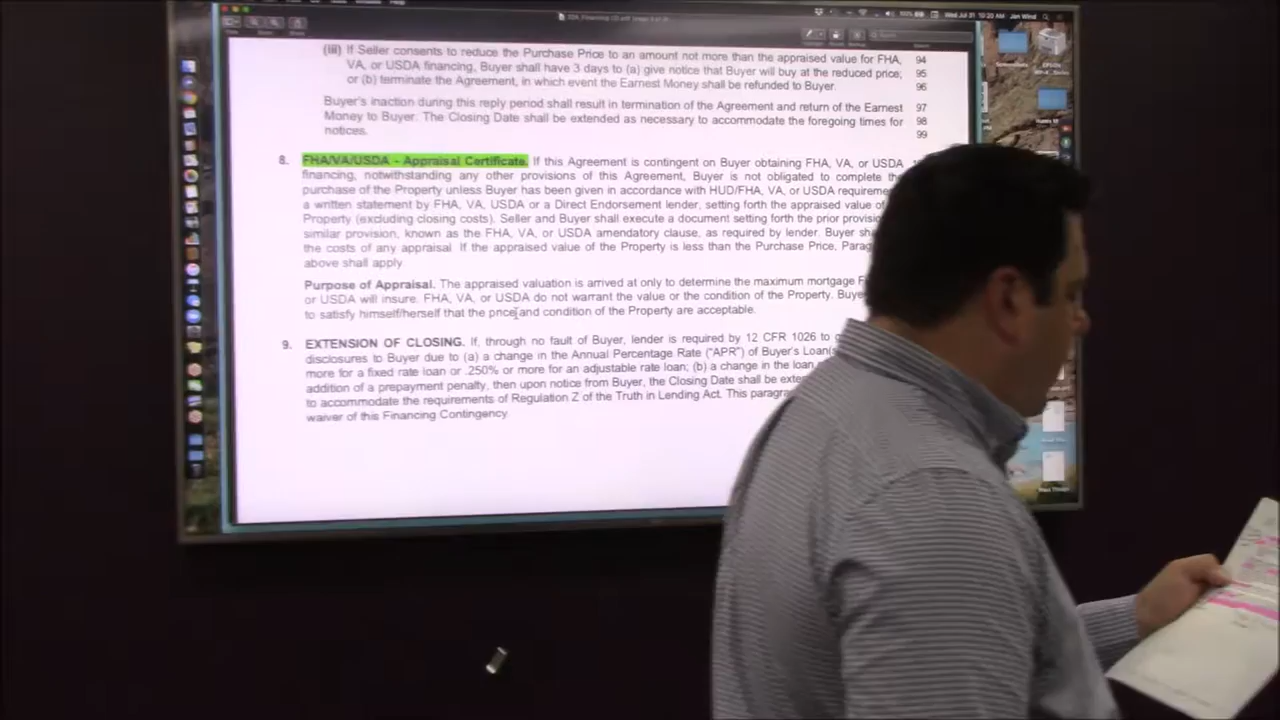 Wed Jul 31 10:20 AM Jan Wind
(iii) If Seller consents to reduce the Purchase Price to an amount not more than the appraised value for FHA, 94
VA, or USDA financing, Buyer shall have 3 days to (a) give notice that Buyer will buy at the reduced price; 95
or (b) terminate the Agreement, in which event the Earnest Money shall be refunded to Buyer. 96
Buyer's inaction during this reply period shall result in termination of the Agreement and return of the Earnest 97
Money to Buyer. The Closing Date shall be extended as necessary to accommodate the foregoing times for 98
notices. 99
8. FHA/VA/USDA - Appraisal Certificate. If this Agreement is contingent on Buyer obtaining FHA, VA, or USDA
financing, notwithstanding any other provisions of this Agreement, Buyer is not obligated to complete the
purchase of the Property unless Buyer has been given in accordance with HUD/FHA, VA, or USDA requireme
a written statement by FHA, VA, USDA or a Direct Endorsement lender, setting forth the appraised value of
Property (excluding closing costs). Seller and Buyer shall execute a document setting forth the prior provisi
similar provision, known as the FHA, VA, or USDA amendatory clause, as required by lender. Buyer sha
the costs of any appraisal. If the appraised value of the Property is less than the Purchase Price, Parag
above shall apply
Purpose of Appraisal. The appraised valuation is arrived at only to determine the maximum mortgage F
or USDA will insure. FHA, VA, or USDA do not warrant the value or the condition of the Property. Buye
to satisfy himself/herself that the price and condition of the Property are acceptable.
9. EXTENSION OF CLOSING. If, through no fault of Buyer, lender is required by 12 CFR 1026 to g
disclosures to Buyer due to (a) a change in the Annual Percentage Rate ("APR") of Buyer's Loan(s
more for a fixed rate loan or .250% or more for an adjustable rate loan; (b) a change in the loan
addition of a prepayment penalty, then upon notice from Buyer, the Closing Date shall be exte
to accommodate the requirements of Regulation Z of the Truth in Lending Act. This paragra
waiver of this Financing Contingency